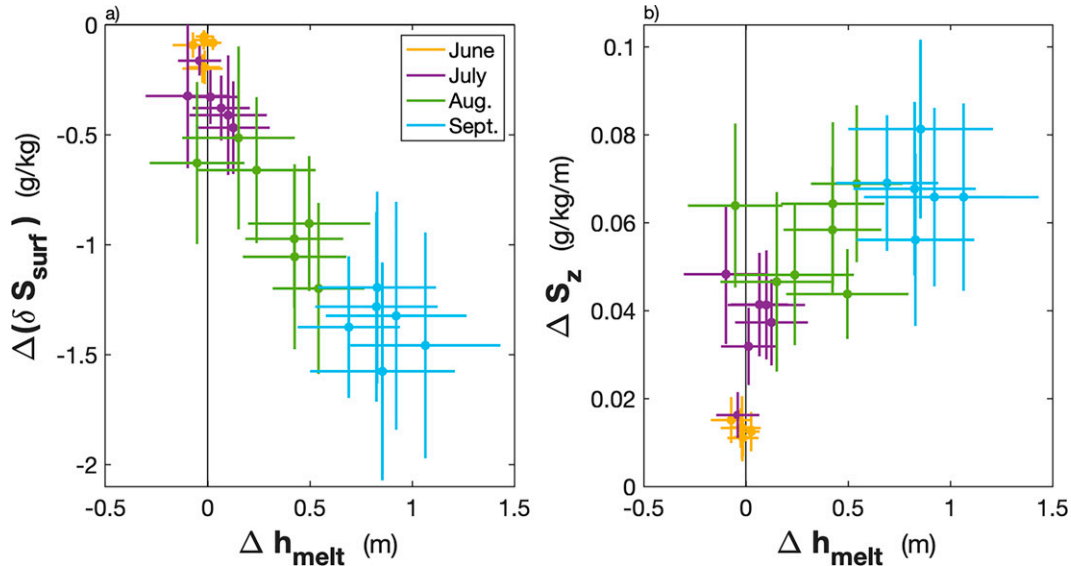 a)
0
-0.5
-1
-1.5
-2
-0.5 0 0.5 1 1.5
Δ(δ S_surf) (g/kg)
Δ h_melt (m)
June
July
Aug.
Sept.
b)
0.1
0.08
0.06
0.04
0.02
0
-0.5 0 0.5 1 1.5
Δ S_z (g/kg/m)
Δ h_melt (m)